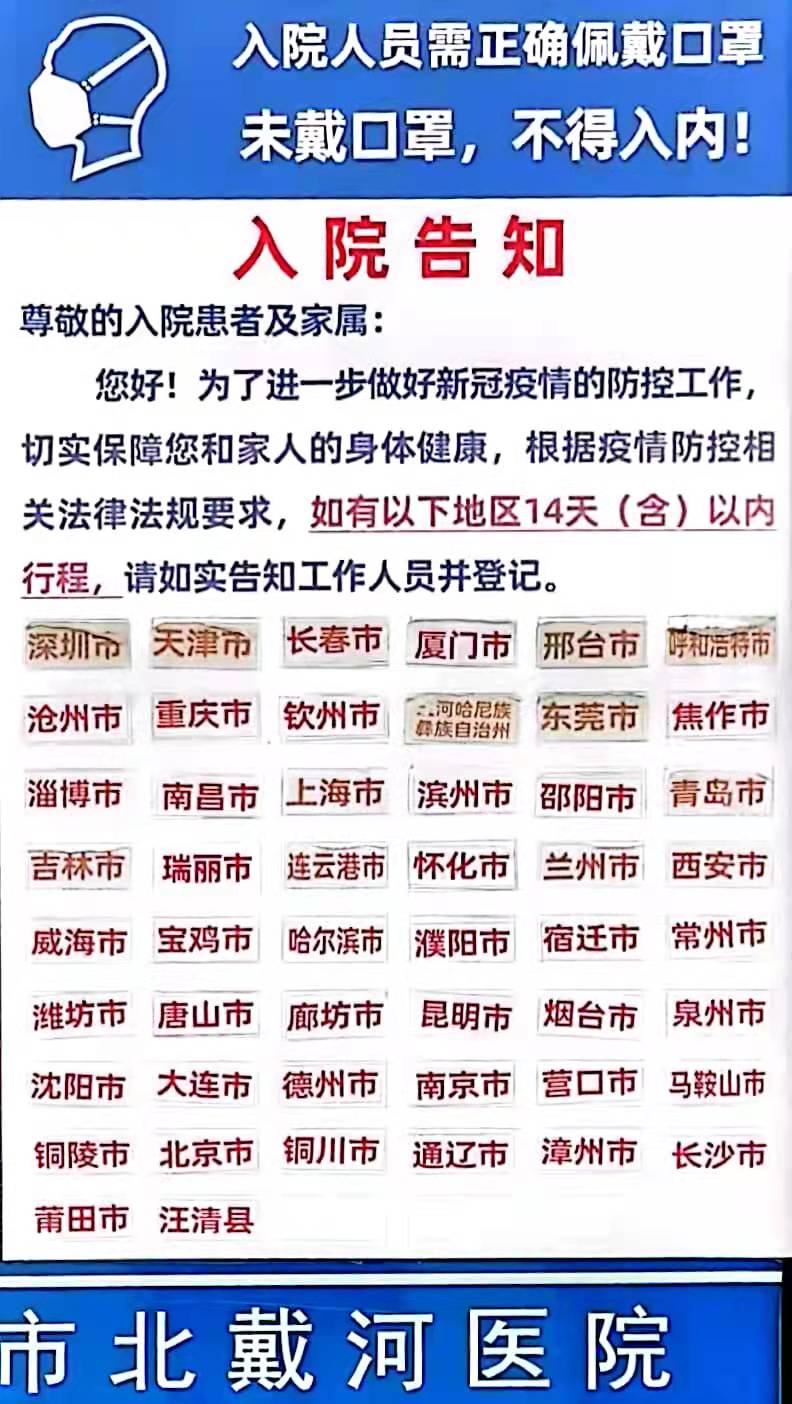 入院人员需正确佩戴口罩
未戴口罩，不得入内！
入院告知
尊敬的入院患者及家属：
您好！为了进一步做好新冠疫情的防控工作，
切实保障您和家人的身体健康，根据疫情防控相
关法律法规要求，如有以下地区14天（含）以内
行程，请如实告知工作人员并登记。
深圳市 天津市 长春市 厦门市 邢台市 呼和浩特市
沧州市 重庆市 钦州市 河哈尼族 彝族自治州 东莞市 焦作市
淄博市 南昌市 上海市 滨州市 邵阳市 青岛市
吉林市 瑞丽市 连云港市 怀化市 兰州市 西安市
威海市 宝鸡市 哈尔滨市 濮阳市 宿迁市 常州市
潍坊市 唐山市 廊坊市 昆明市 烟台市 泉州市
沈阳市 大连市 德州市 南京市 营口市 马鞍山市
铜陵市 北京市 铜川市 通辽市 漳州市 长沙市
莆田市 汪清县
市北戴河医院